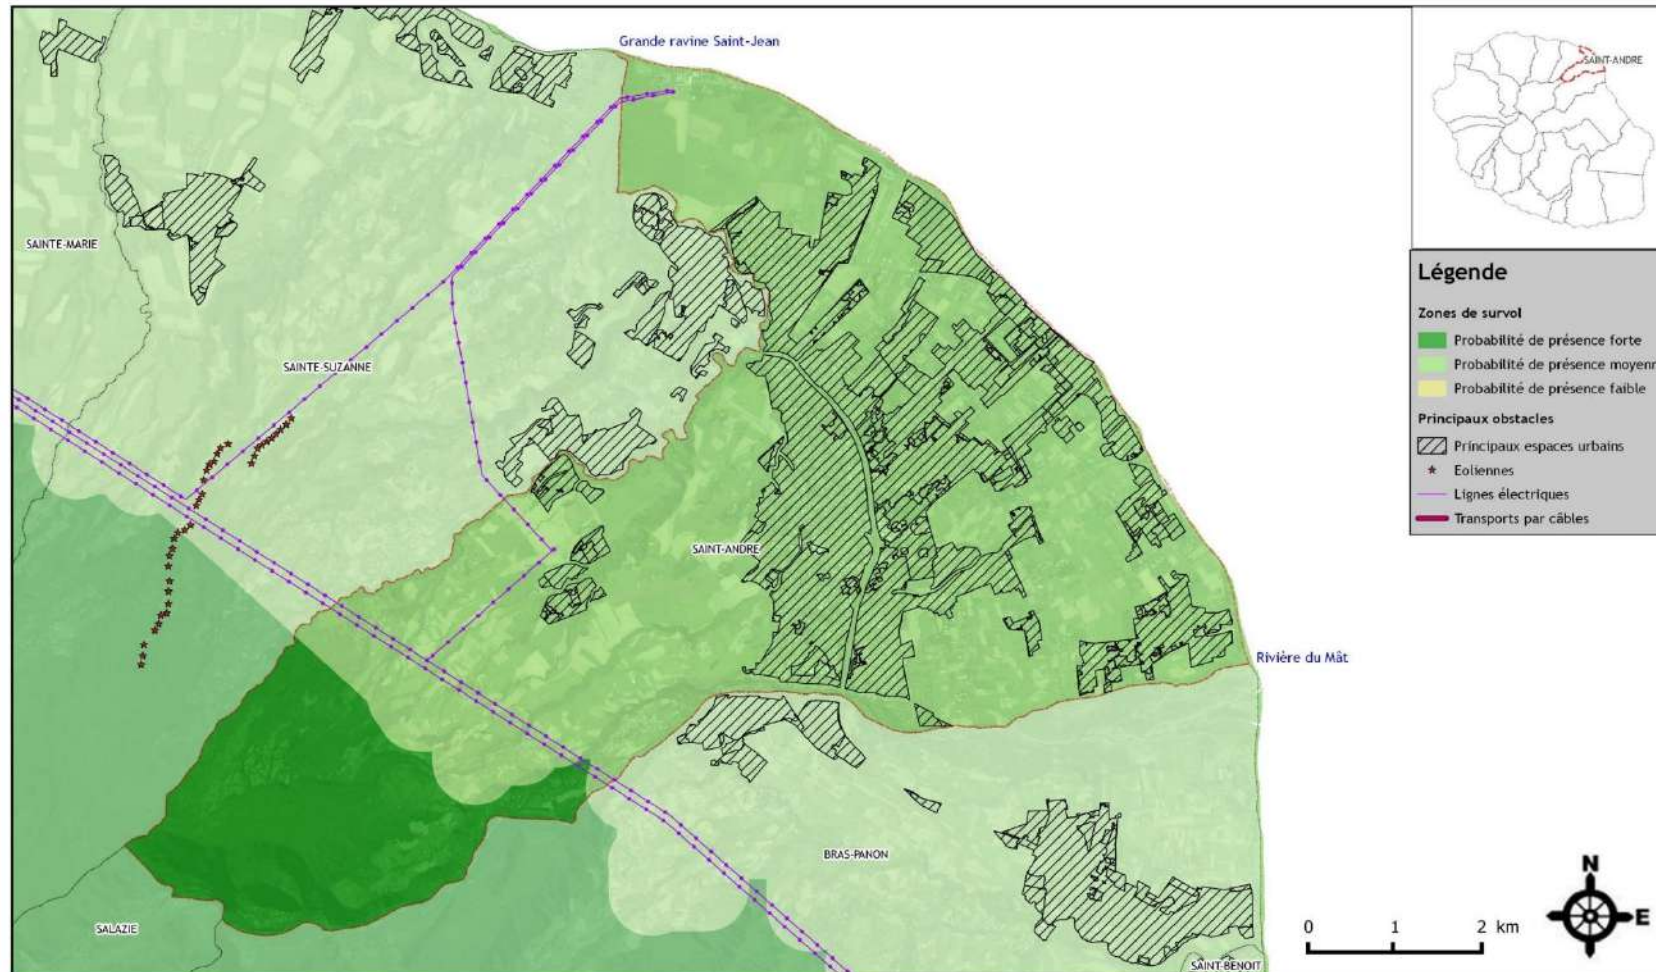 Grande ravine Saint-Jean
SAINT-ANDRE
SAINTE-MARIE
SAINTE-SUZANNE
SAINT-ANDRE
Rivière du Mât
BRAS-PANON
SALAZIE
SAINT-BENOIT
Légende
Zones de survol
Probabilité de présence forte
Probabilité de présence moyenn
Probabilité de présence faible
Principaux obstacles
Principaux espaces urbains
Eoliennes
Lignes électriques
Transports par câbles
0 1 2 km
N
E